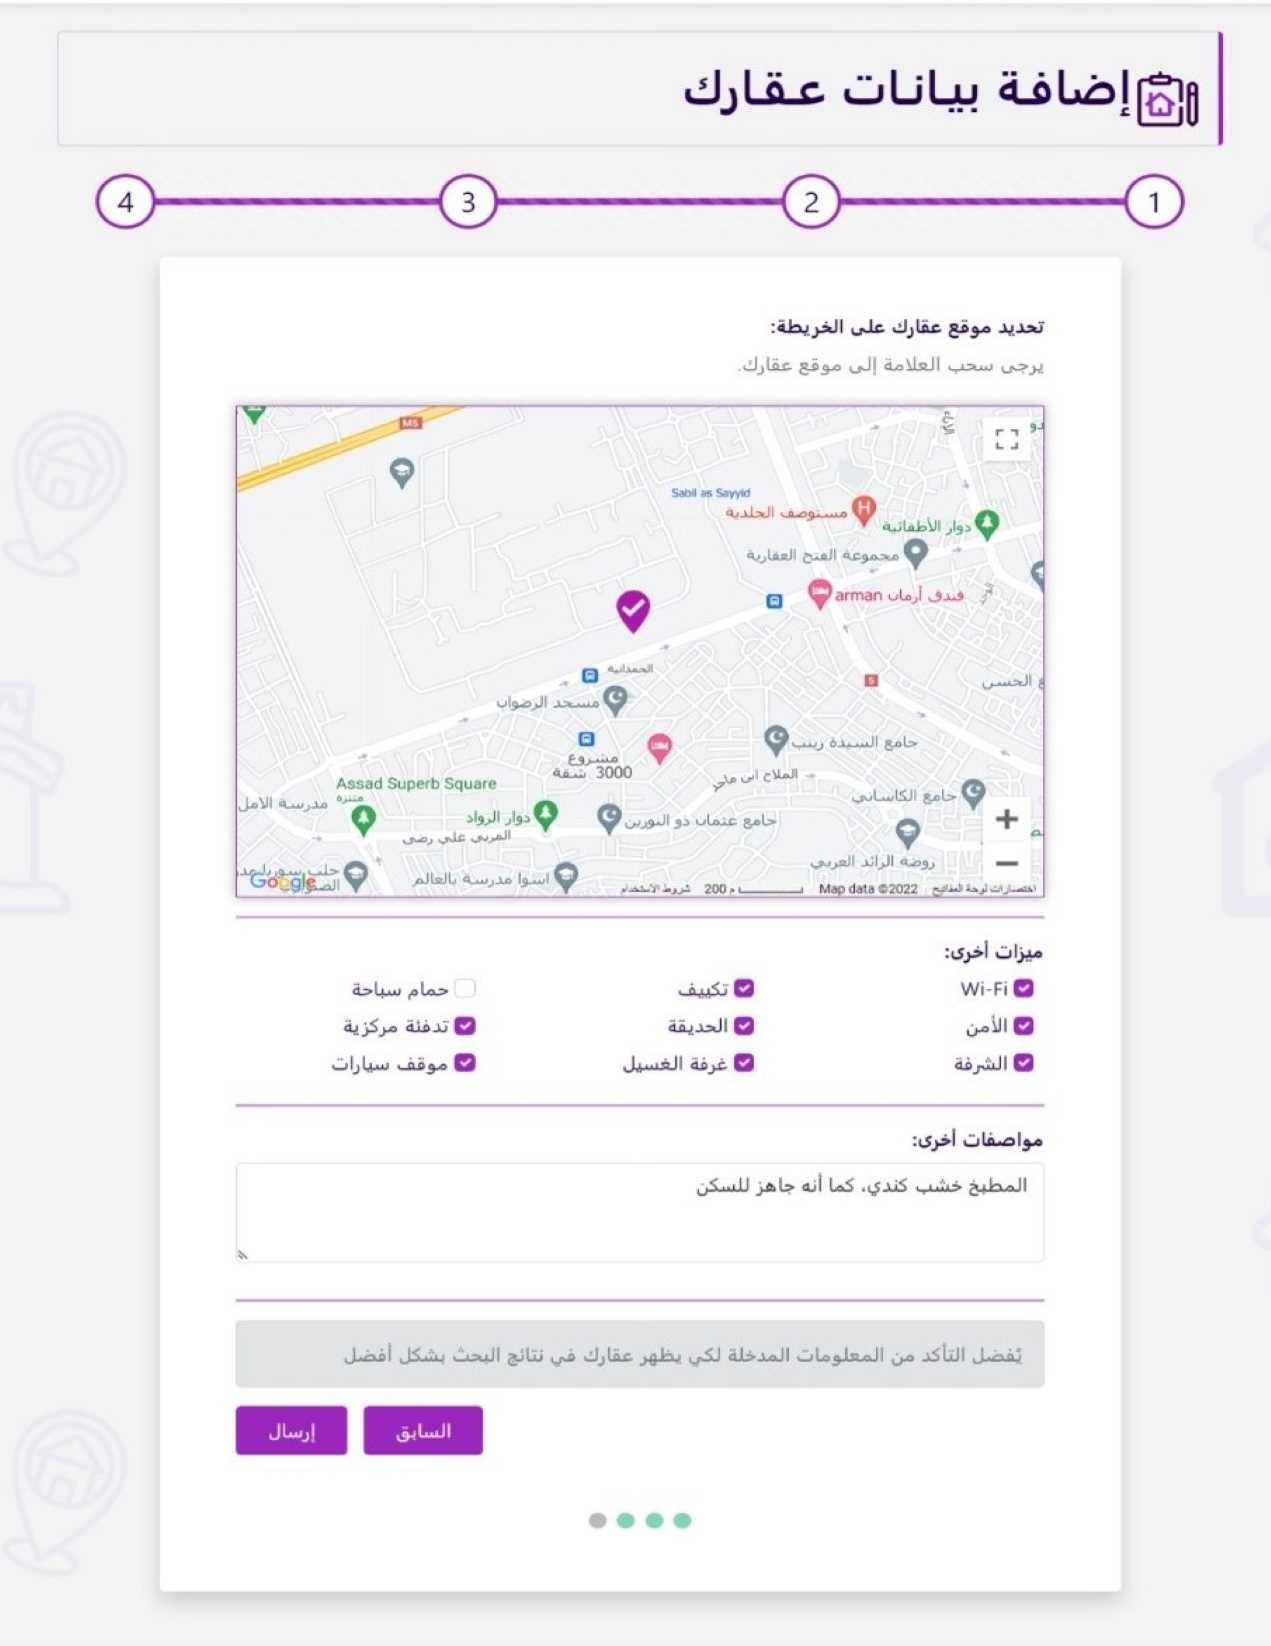 إضافة بيانات عقارك
1 2 3 4
تحديد موقع عقارك على الخريطة:
يرجى سحب العلامة إلى موقع عقارك.
M5
Sabil as Sayyid
مستوصف الجلدية
دوار الأطفائية
مجموعة الفتح العقارية
فندق أرمان arman
الحمدانية
5
مسجد الرضوان
جامع السيدة زينب
مشروع
3000 شقة
الملاح ابن ماجد
Assad Superb Square
منتزه
مدرسة الامل
جامع الكاساني
دوار الرواد
جامع عثمان ذو النورين
المربي علي رضى
روضة الرائد العربي
اسوا مدرسة بالعالم
Google
اختصارات لوحة المفاتيح
Map data ©2022
200 م
شروط الاستخدام
ميزات أخرى:
Wi-Fi تكييف حمام سباحة
الأمن الحديقة تدفئة مركزية
الشرفة غرفة الغسيل موقف سيارات
مواصفات أخرى:
المطبخ خشب كندي، كما أنه جاهز للسكن
يُفضل التأكد من المعلومات المدخلة لكي يظهر عقارك في نتائج البحث بشكل أفضل
السابق إرسال